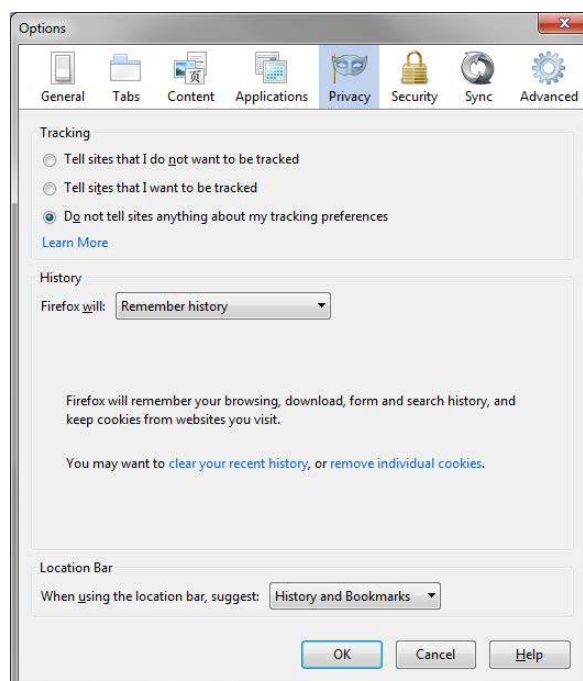 Options
General Tabs Content Applications Privacy Security Sync Advanced
Tracking
Tell sites that I do not want to be tracked
Tell sites that I want to be tracked
Do not tell sites anything about my tracking preferences
Learn More
History
Firefox will: Remember history
Firefox will remember your browsing, download, form and search history, and
keep cookies from websites you visit.
You may want to clear your recent history, or remove individual cookies.
Location Bar
When using the location bar, suggest: History and Bookmarks
OK Cancel Help